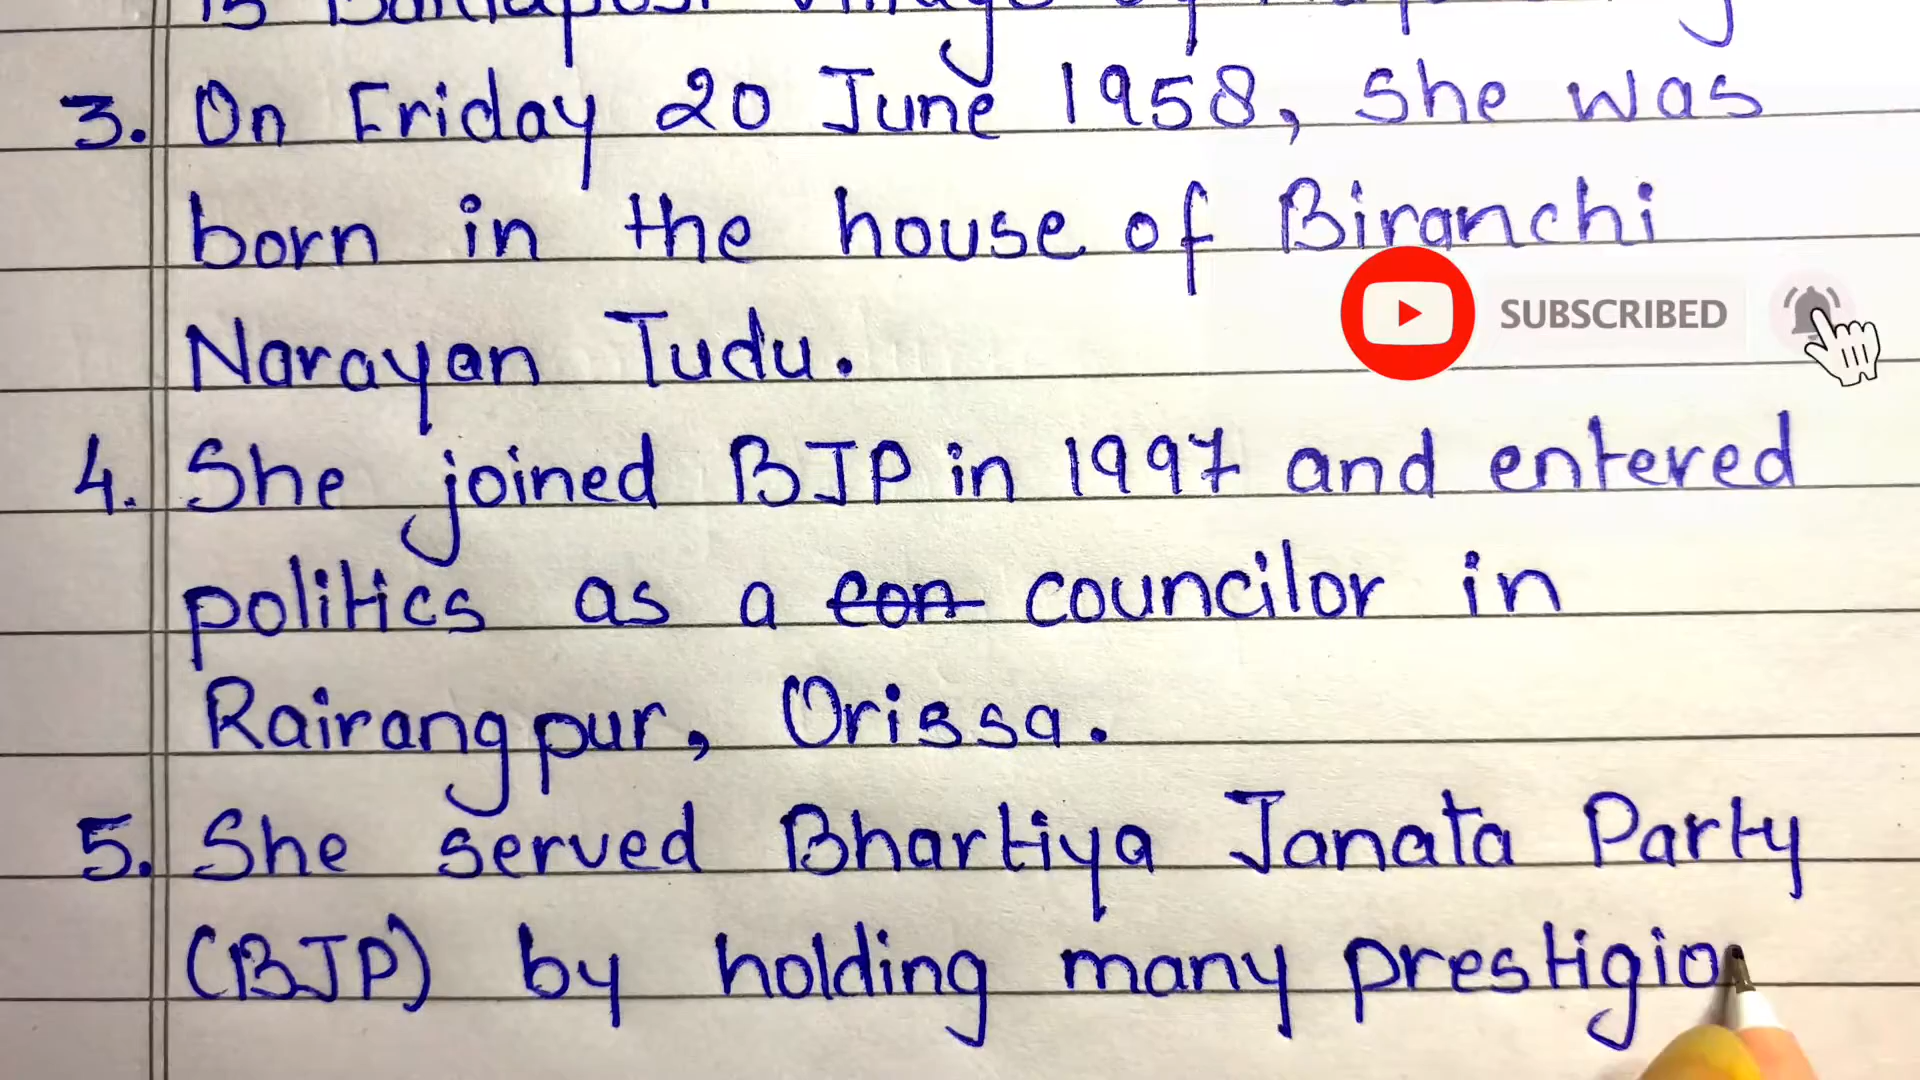 3. On Friday 20 June 1958, she was
born in the house of Biranchi
Narayan Tudu.
SUBSCRIBED
4. She joined BJP in 1997 and entered
politics as a con councilor in
Rairangpur, Orissa.
5. She served Bhartiya Janata Party
(BJP) by holding many prestigio